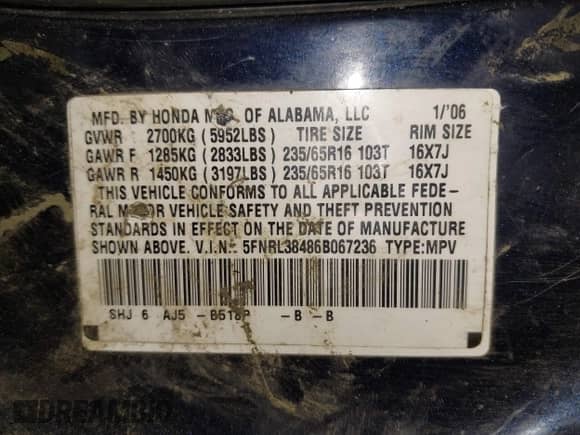 MFD. BY HONDA MFG. OF ALABAMA, LLC 1/'06
GVWR 2700KG (5952LBS) TIRE SIZE RIM SIZE
GAWR F 1285KG (2833LBS) 235/65R16 103T 16X7J
GAWR R 1450KG (3197LBS) 235/65R16 103T 16X7J
THIS VEHICLE CONFORMS TO ALL APPLICABLE FEDE-
RAL MOTOR VEHICLE SAFETY AND THEFT PREVENTION
STANDARDS IN EFFECT ON THE DATE OF MANUFACTURE
SHOWN ABOVE. V.I.N.: 5FNRL38486B067236 TYPE:MPV
SHJ 6 AJ5 -B518P -B -B
DREAMBID